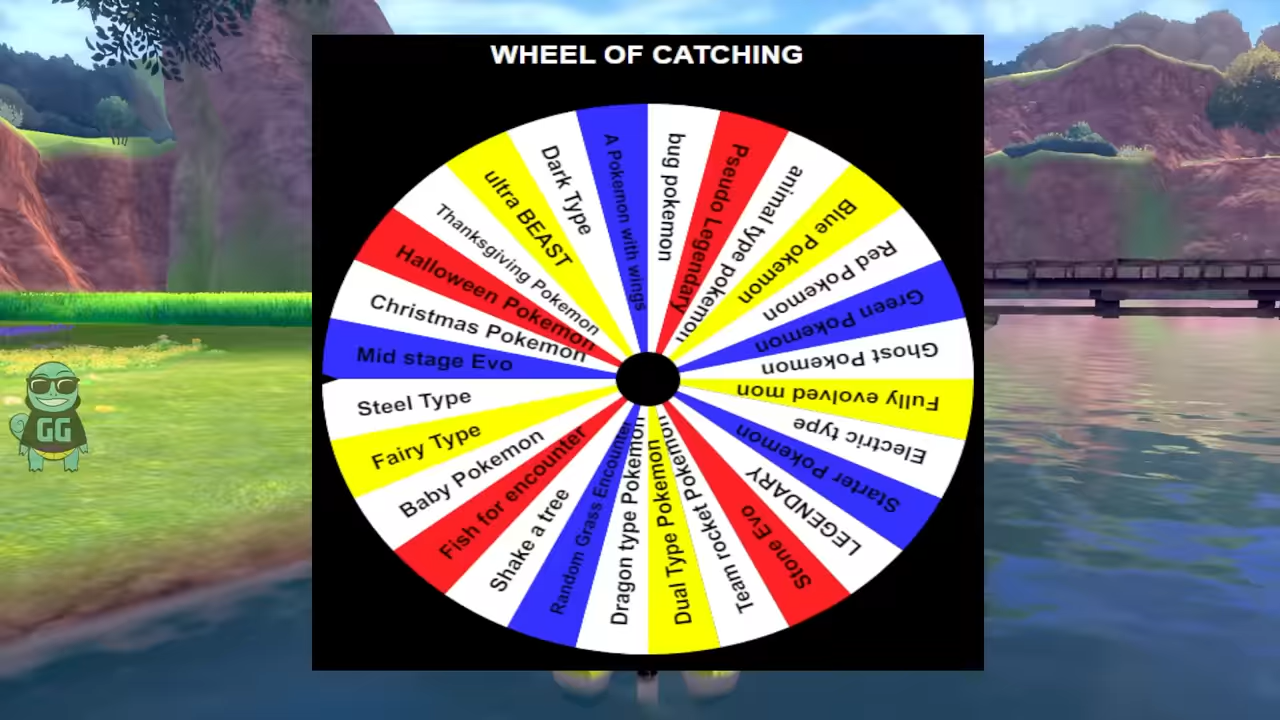 WHEEL OF CATCHING
bug pokemon
Pseudo Legendary
animal type pokemon
Blue Pokemon
Red Pokemon
Green Pokemon
Ghost Pokemon
Fully evolved mon
Electric type
Starter Pokemon
LEGENDARY
Stone Evo
Team rocket Pokemon
Dual Type Pokemon
Dragon type Pokemon
Random Grass Encounter
Shake a tree
Fish for encounter
Baby Pokemon
Fairy Type
Steel Type
Mid stage Evo
Christmas Pokemon
Halloween Pokemon
Thanksgiving Pokemon
ultra BEAST
Dark Type
A Pokemon with wings
GG